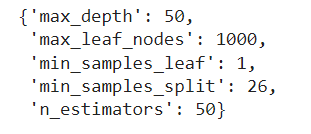 {'max_depth': 50,
'max_leaf_nodes': 1000,
'min_samples_leaf': 1,
'min_samples_split': 26,
'n_estimators': 50}